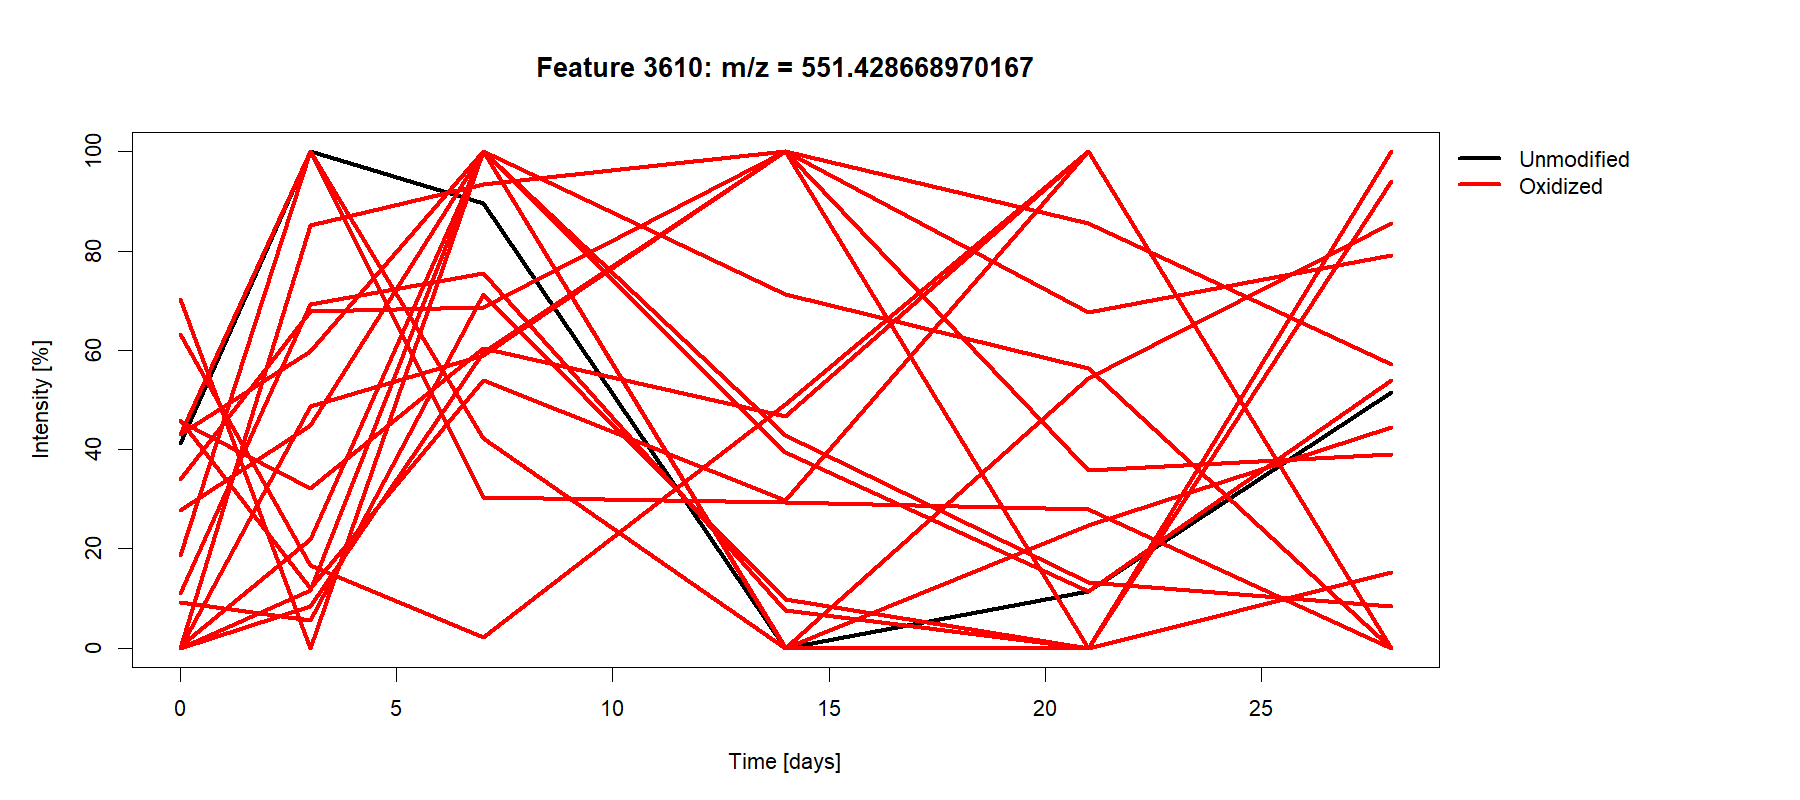 Feature 3610: m/z = 551.428668970167
Unmodified
Oxidized
Intensity [%]
100
80
60
40
20
0
0 5 10 15 20 25
Time [days]